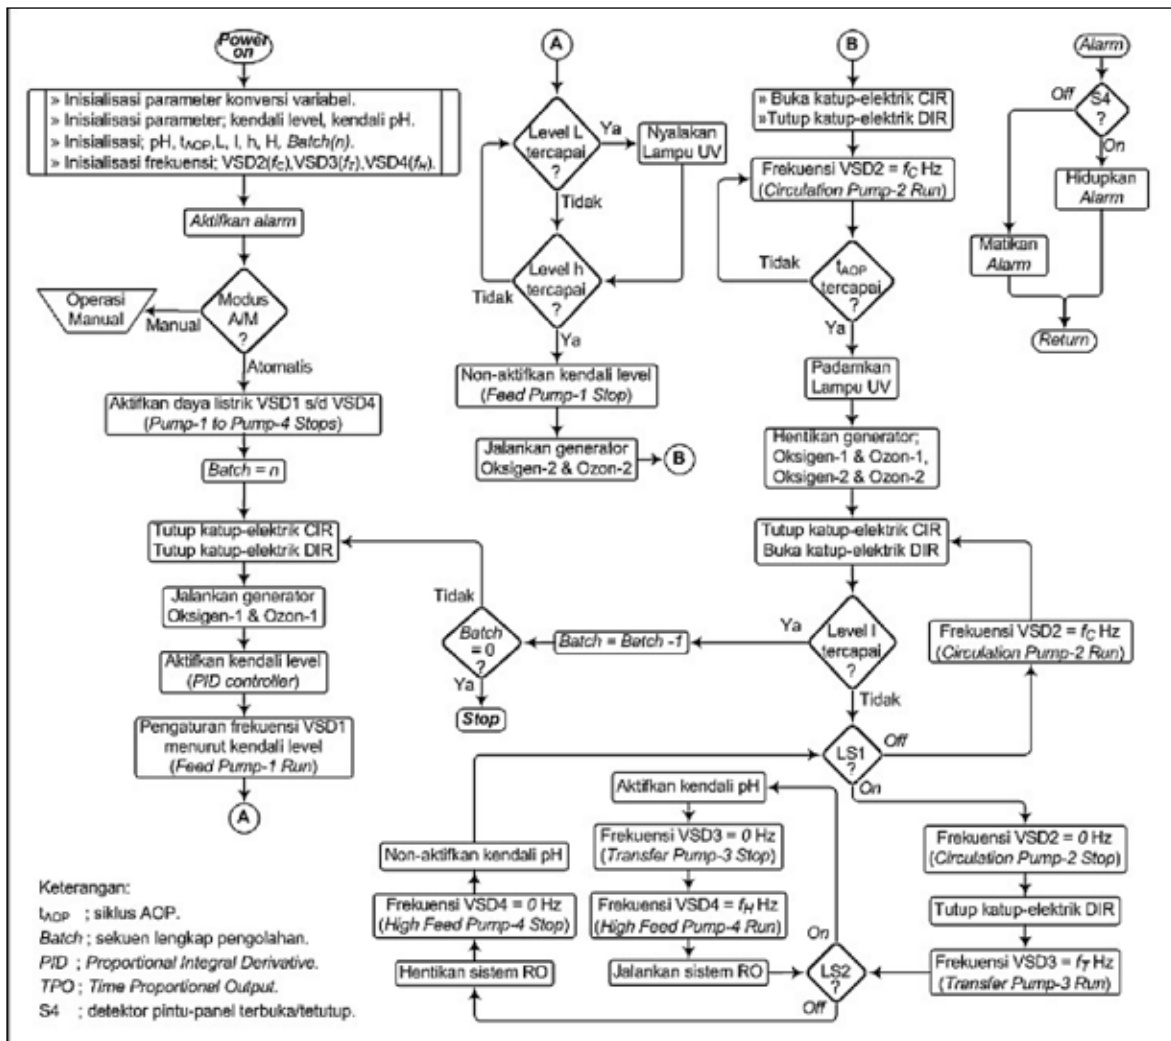 Power
on
» Inisialisasi parameter konversi variabel.
» Inisialisasi parameter; kendali level, kendali pH.
» Inisialisasi; pH, tAOP,L, l, h, H, Batch(n).
» Inisialisasi frekuensi; VSD2(fC),VSD3(fT),VSD4(fH).
Aktifkan alarm
Modus
A/M
?
Operasi
Manual
Manual
Atomatis
Aktifkan daya listrik VSD1 s/d VSD4
(Pump-1 to Pump-4 Stops)
Batch = n
Tutup katup-elektrik CIR
Tutup katup-elektrik DIR
Jalankan generator
Oksigen-1 & Ozon-1
Aktifkan kendali level
(PID controller)
Pengaturan frekuensi VSD1
menurut kendali level
(Feed Pump-1 Run)
A
Keterangan:
tAOP ; siklus AOP.
Batch ; sekuen lengkap pengolahan.
PID ; Proportional Integral Derivative.
TPO ; Time Proportional Output.
S4 ; detektor pintu-panel terbuka/tetutup.
A
Level L
tercapai
?
Ya
Nyalakan
Lampu UV
Tidak
Level h
tercapai
?
Tidak
Ya
Non-aktifkan kendali level
(Feed Pump-1 Stop)
Jalankan generator
Oksigen-2 & Ozon-2
B
B
» Buka katup-elektrik CIR
»Tutup katup-elektrik DIR
Frekuensi VSD2 = fC Hz
(Circulation Pump-2 Run)
tAOP
tercapai
?
Tidak
Ya
Padamkan
Lampu UV
Hentikan generator;
Oksigen-1 & Ozon-1,
Oksigen-2 & Ozon-2
Tutup katup-elektrik CIR
Buka katup-elektrik DIR
Level l
tercapai
?
Ya
Batch = Batch -1
Batch
= 0
?
Tidak
Ya
Stop
Tidak
LS1
?
Off
Frekuensi VSD2 = fC Hz
(Circulation Pump-2 Run)
On
Frekuensi VSD2 = 0 Hz
(Circulation Pump-2 Stop)
Tutup katup-elektrik DIR
Frekuensi VSD3 = fT Hz
(Transfer Pump-3 Run)
LS2
?
On
Off
Aktifkan kendali pH
Frekuensi VSD3 = 0 Hz
(Transfer Pump-3 Stop)
Frekuensi VSD4 = fH Hz
(High Feed Pump-4 Run)
Jalankan sistem RO
Non-aktifkan kendali pH
Frekuensi VSD4 = 0 Hz
(High Feed Pump-4 Stop)
Hentikan sistem RO
Alarm
S4
?
Off
On
Hidupkan
Alarm
Matikan
Alarm
Return